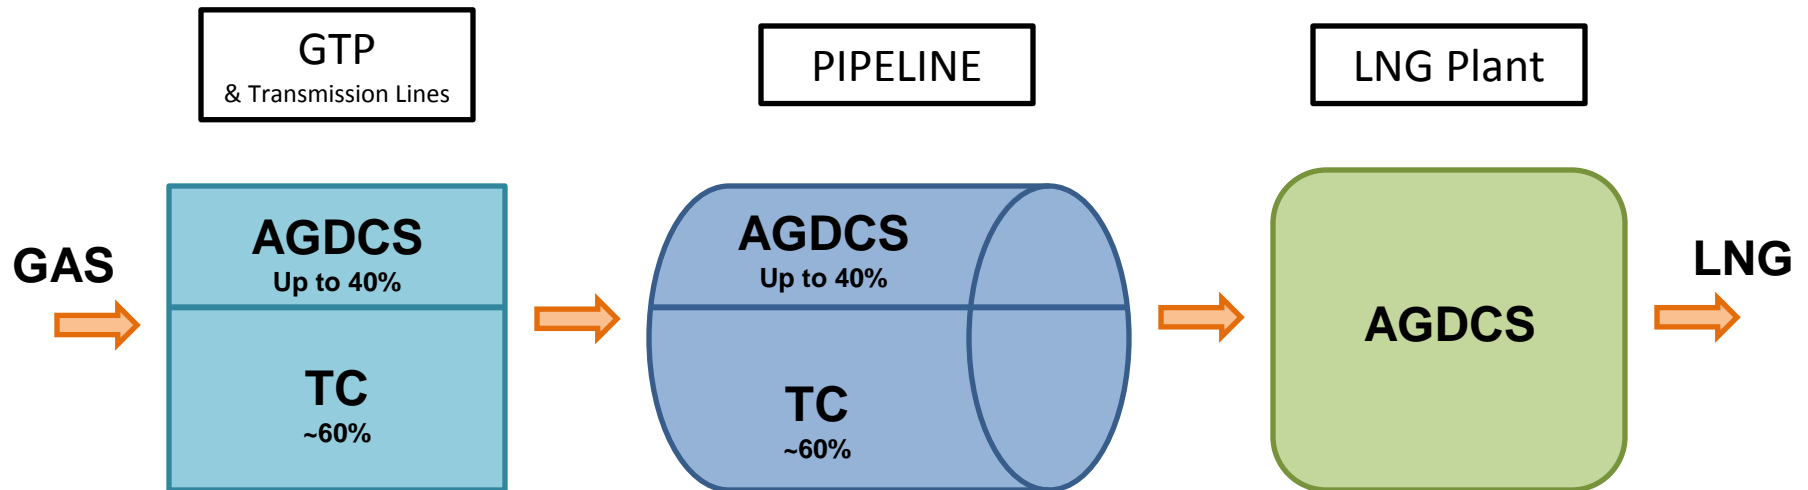 GTP
& Transmission Lines
PIPELINE
LNG Plant
GAS
AGDCS
Up to 40%
TC
~60%
AGDCS
Up to 40%
TC
~60%
AGDCS
LNG